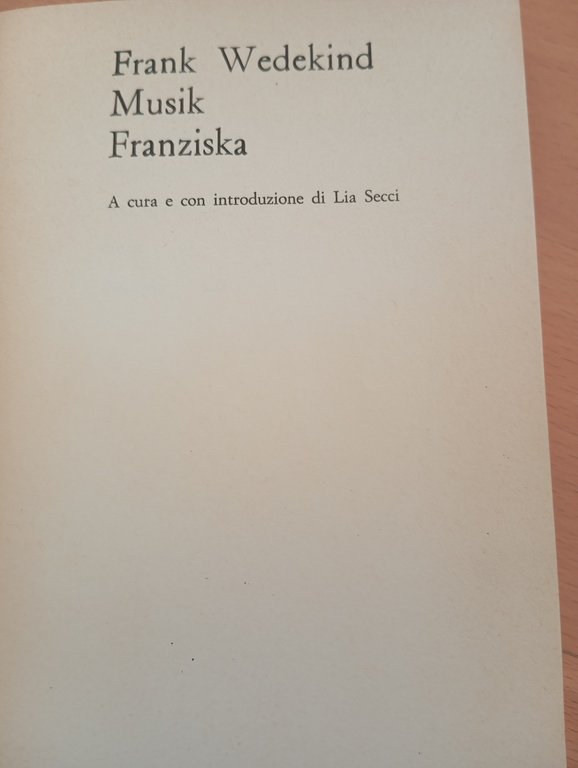 Frank Wedekind
Musik
Franziska
A cura e con introduzione di Lia Secci